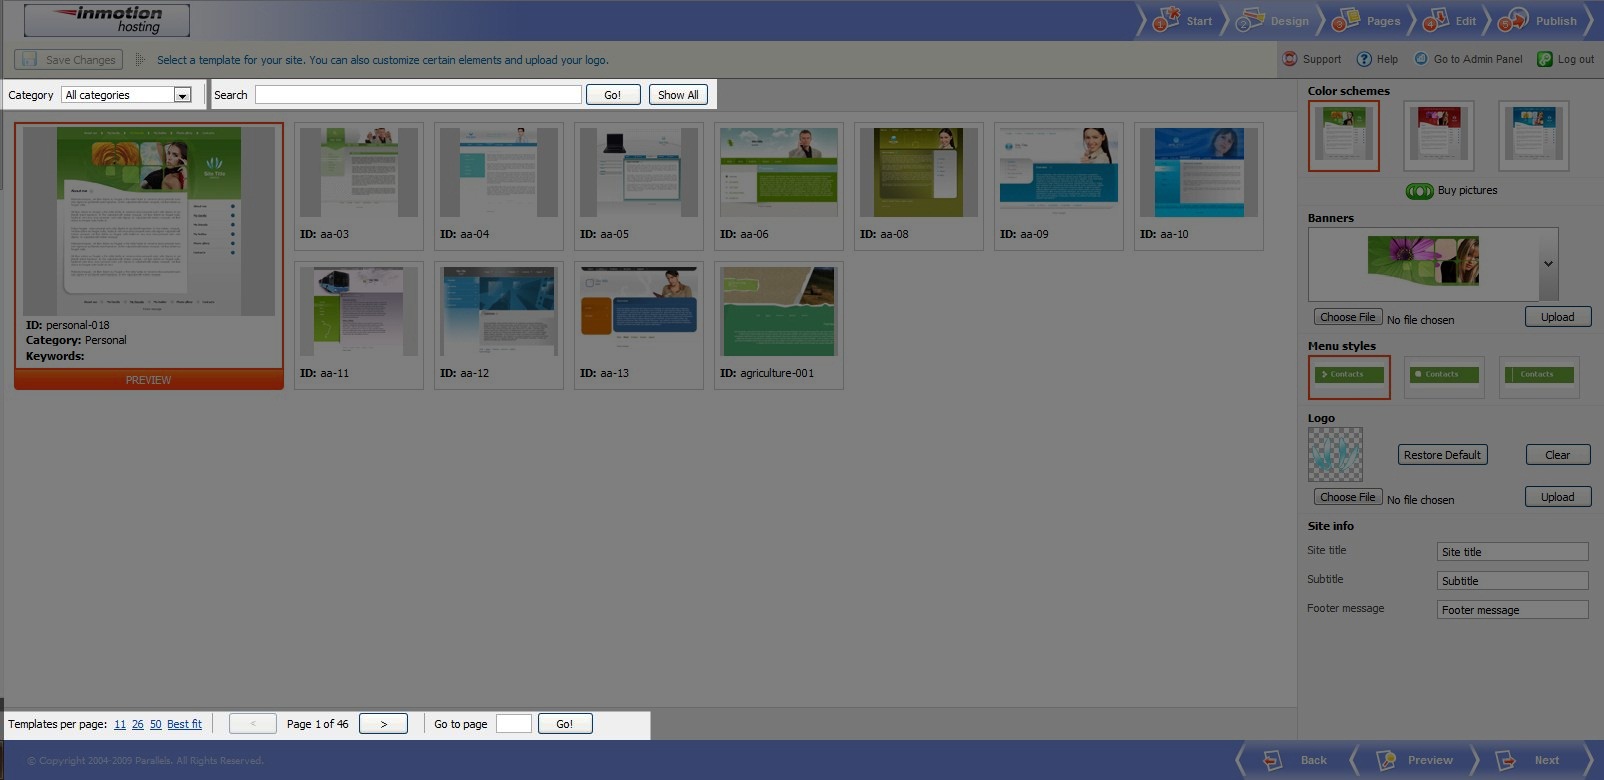 inmotion
hosting
1 Start
2 Design
3 Pages
4 Edit
5 Publish
Save Changes
Select a template for your site. You can also customize certain elements and upload your logo.
Support
Help
Go to Admin Panel
Log out
Category
All categories
Search
Go!
Show All
Site Title
ID: personal-018
Category: Personal
Keywords:
PREVIEW
ID: aa-03
ID: aa-04
ID: aa-05
ID: aa-06
ID: aa-08
ID: aa-09
ID: aa-10
ID: aa-11
ID: aa-12
ID: aa-13
ID: agriculture-001
Color schemes
Buy pictures
Banners
Choose File No file chosen
Upload
Menu styles
Contacts
Contacts
Contacts
Logo
Restore Default
Clear
Choose File No file chosen
Upload
Site info
Site title
Site title
Subtitle
Subtitle
Footer message
Footer message
Templates per page: 11 26 50 Best fit
<
Page 1 of 46
>
Go to page
Go!
© Copyright 2004-2009 Parallels. All Rights Reserved.
Back
Preview
Next